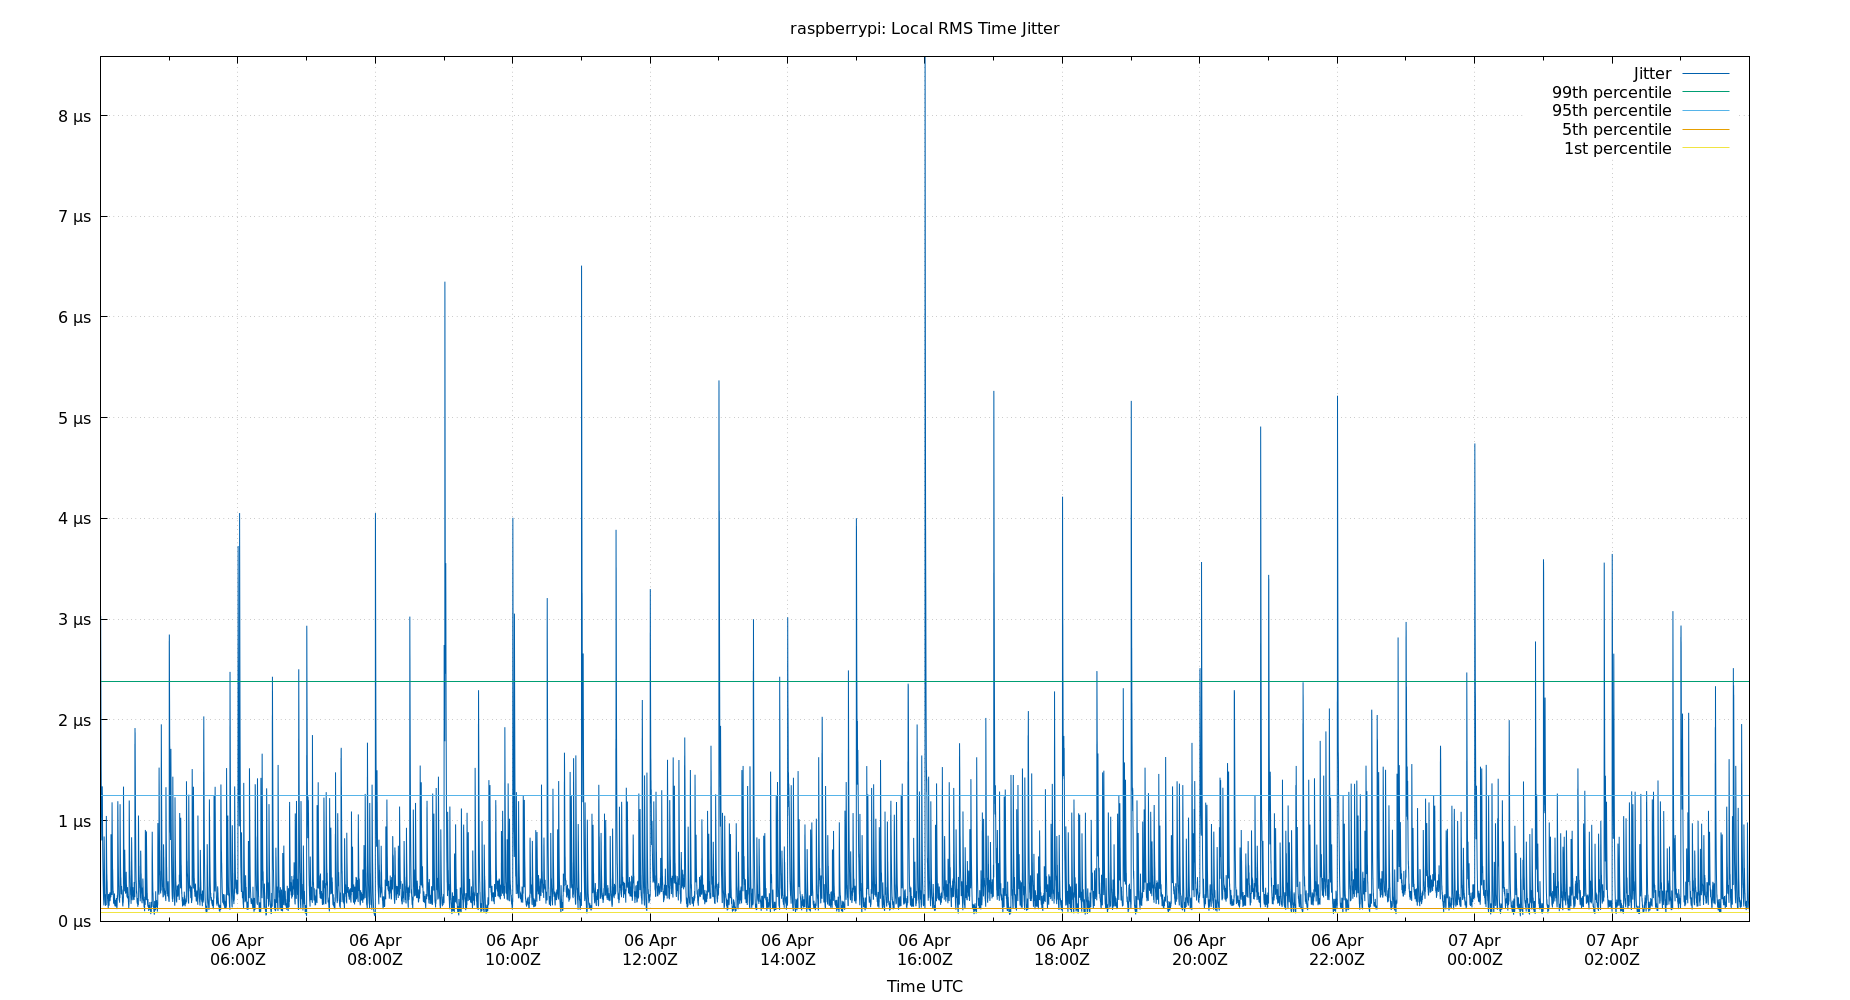 raspberrypi: Local RMS Time Jitter
Jitter
99th percentile
95th percentile
5th percentile
1st percentile
8 µs
7 µs
6 µs
5 µs
4 µs
3 µs
2 µs
1 µs
0 µs
06 Apr 06 Apr 06 Apr 06 Apr 06 Apr 06 Apr 06 Apr 06 Apr 06 Apr 07 Apr 07 Apr
06:00Z 08:00Z 10:00Z 12:00Z 14:00Z 16:00Z 18:00Z 20:00Z 22:00Z 00:00Z 02:00Z
Time UTC